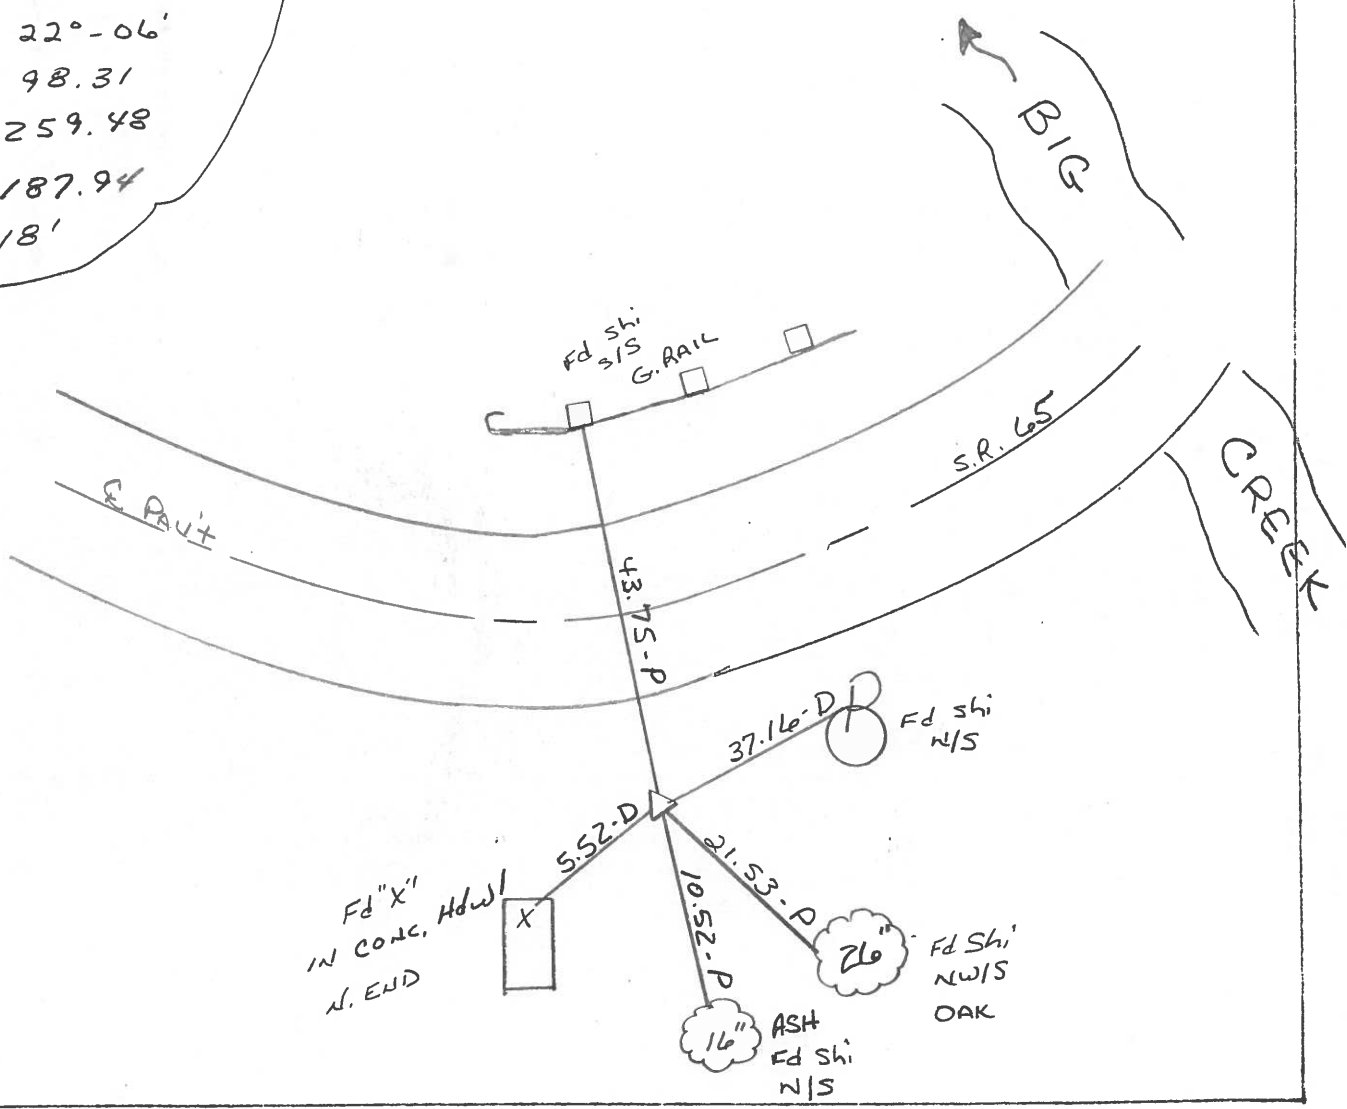 22°-06'
98.31
259.48
187.94
18'
BIG
CREEK
Fd Shi
S/S
G. RAIL
S.R. 65
℄ PAV't
43.75-P
37.16-D
P
Fd Shi
N/S
5.52-D
21.53-P
10.52-P
Fd "X"
IN CONC. HdWl
N. END
X
26"
Fd Shi
NW/S
OAK
16"
ASH
Fd Shi
N/S